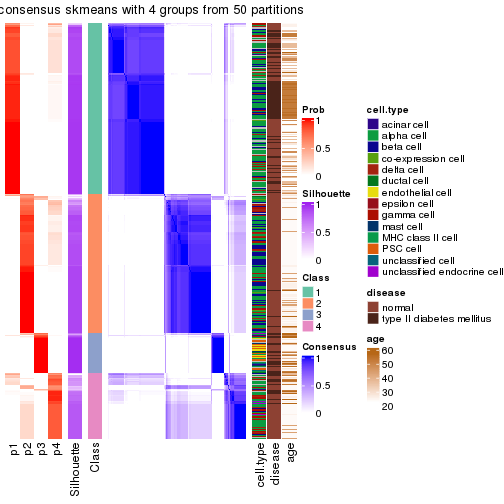 consensus skmeans with 4 groups from 50 partitions
Prob
1
0.5
0
Silhouette
1
0.5
0
Class
1
2
3
4
Consensus
1
0.5
0
cell.type
acinar cell
alpha cell
beta cell
co-expression cell
delta cell
ductal cell
endothelial cell
epsilon cell
gamma cell
mast cell
MHC class II cell
PSC cell
unclassified cell
unclassified endocrine cell
disease
normal
type II diabetes mellitus
age
60
50
40
30
20
p1
p2
p3
p4
Silhouette
Class
cell.type
disease
age